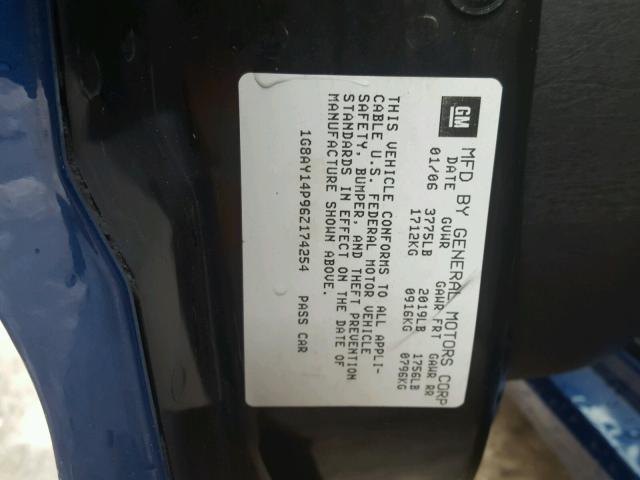 GM MFD BY GENERAL MOTORS CORP
DATE GVWR GAWR FRT GAWR RR
01/06 3775LB 2019LB 1756LB
1712KG 0916KG 0796KG
THIS VEHICLE CONFORMS TO ALL APPLI-
CABLE U.S. FEDERAL MOTOR VEHICLE
SAFETY, BUMPER, AND THEFT PREVENTION
STANDARDS IN EFFECT ON THE DATE OF
MANUFACTURE SHOWN ABOVE.
1G8AY14P96Z174254 PASS CAR